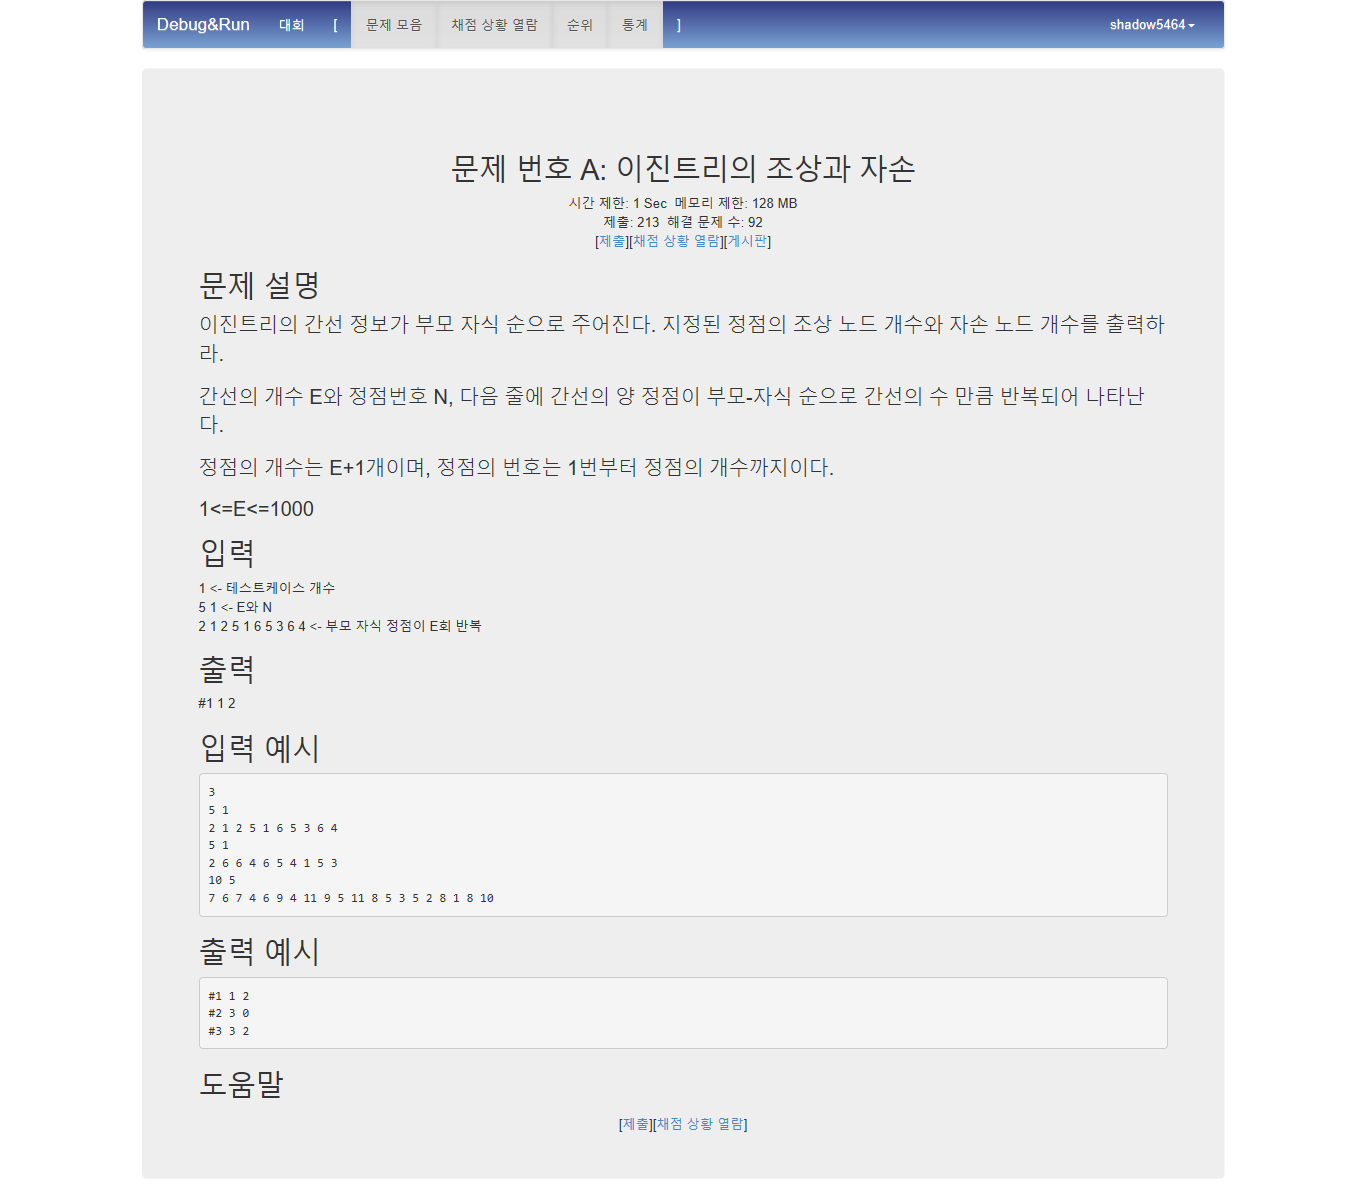 Debug&Run 대회 [ 문제 모음 채점 상황 열람 순위 통계 ] shadow5464
문제 번호 A: 이진트리의 조상과 자손
시간 제한: 1 Sec 메모리 제한: 128 MB
제출: 213 해결 문제 수: 92
[제출][채점 상황 열람][게시판]
문제 설명
이진트리의 간선 정보가 부모 자식 순으로 주어진다. 지정된 정점의 조상 노드 개수와 자손 노드 개수를 출력하
라.
간선의 개수 E와 정점번호 N, 다음 줄에 간선의 양 정점이 부모-자식 순으로 간선의 수 만큼 반복되어 나타난
다.
정점의 개수는 E+1개이며, 정점의 번호는 1번부터 정점의 개수까지이다.
1<=E<=1000
입력
1 <- 테스트케이스 개수
5 1 <- E와 N
2 1 2 5 1 6 5 3 6 4 <- 부모 자식 정점이 E회 반복
출력
#1 1 2
입력 예시
3
5 1
2 1 2 5 1 6 5 3 6 4
5 1
2 6 6 4 6 5 4 1 5 3
10 5
7 6 7 4 6 9 4 11 9 5 11 8 5 3 5 2 8 1 8 10
출력 예시
#1 1 2
#2 3 0
#3 3 2
도움말
[제출][채점 상황 열람]